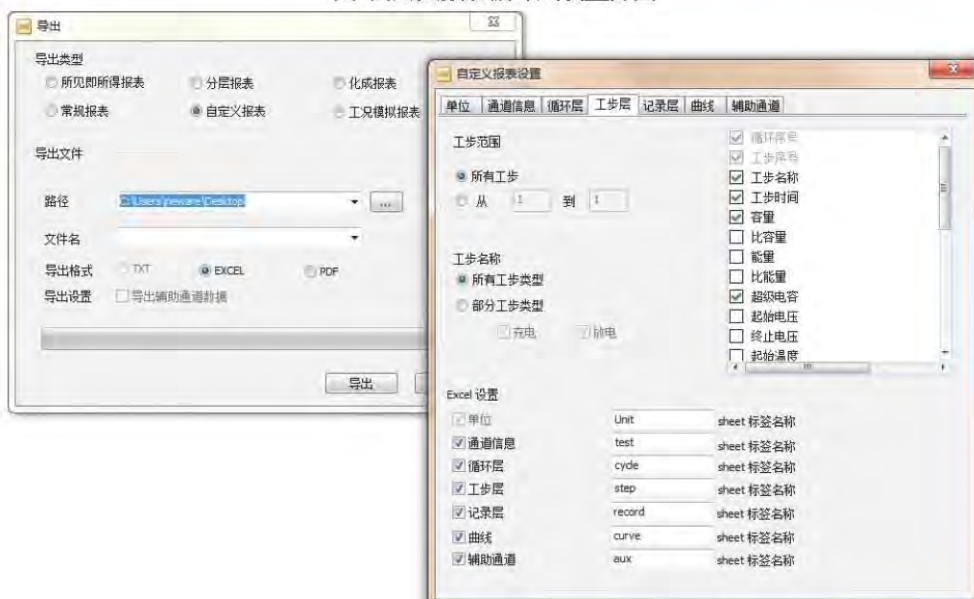 导出
导出类型
所见即所得报表 分层报表 化成报表
常规报表 自定义报表 工况模拟报表
导出文件
路径 C:\Users\neware\Desktop\ ...
文件名
导出格式 TXT EXCEL PDF
导出设置 导出辅助通道数据
导出
自定义报表设置
单位 通道信息 循环层 工步层 记录层 曲线 辅助通道
工步范围
所有工步
从 1 到 1
工步名称
所有工步类型
部分工步类型
充电 放电
循环序号
工步序号
工步名称
工步时间
容量
比容量
能量
比能量
超级电容
起始电压
终止电压
起始温度
Excel 设置
单位 Unit sheet 标签名称
通道信息 test sheet 标签名称
循环层 cycle sheet 标签名称
工步层 step sheet 标签名称
记录层 record sheet 标签名称
曲线 curve sheet 标签名称
辅助通道 aux sheet 标签名称